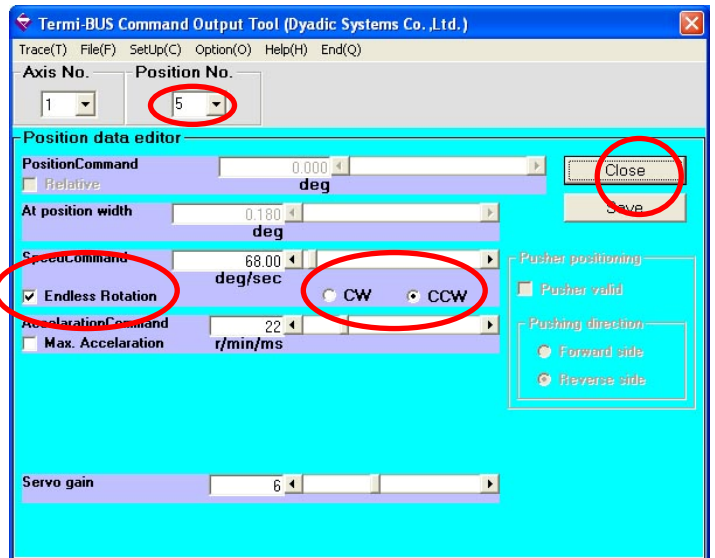 Termi-BUS Command Output Tool (Dyadic Systems Co.,Ltd.)
Trace(T) File(F) SetUp(C) Option(O) Help(H) End(Q)
Axis No. Position No.
1 5
Position data editor
PositionCommand 0.000 Close
Relative deg
At position width 0.180 Save
deg
SpeedCommand 68.00 Pusher positioning
deg/sec
Endless Rotation CW CCW Pusher valid
AccelarationCommand 22 Pushing direction
Max. Accelaration r/min/ms Forward side
Reverse side
Servo gain 6